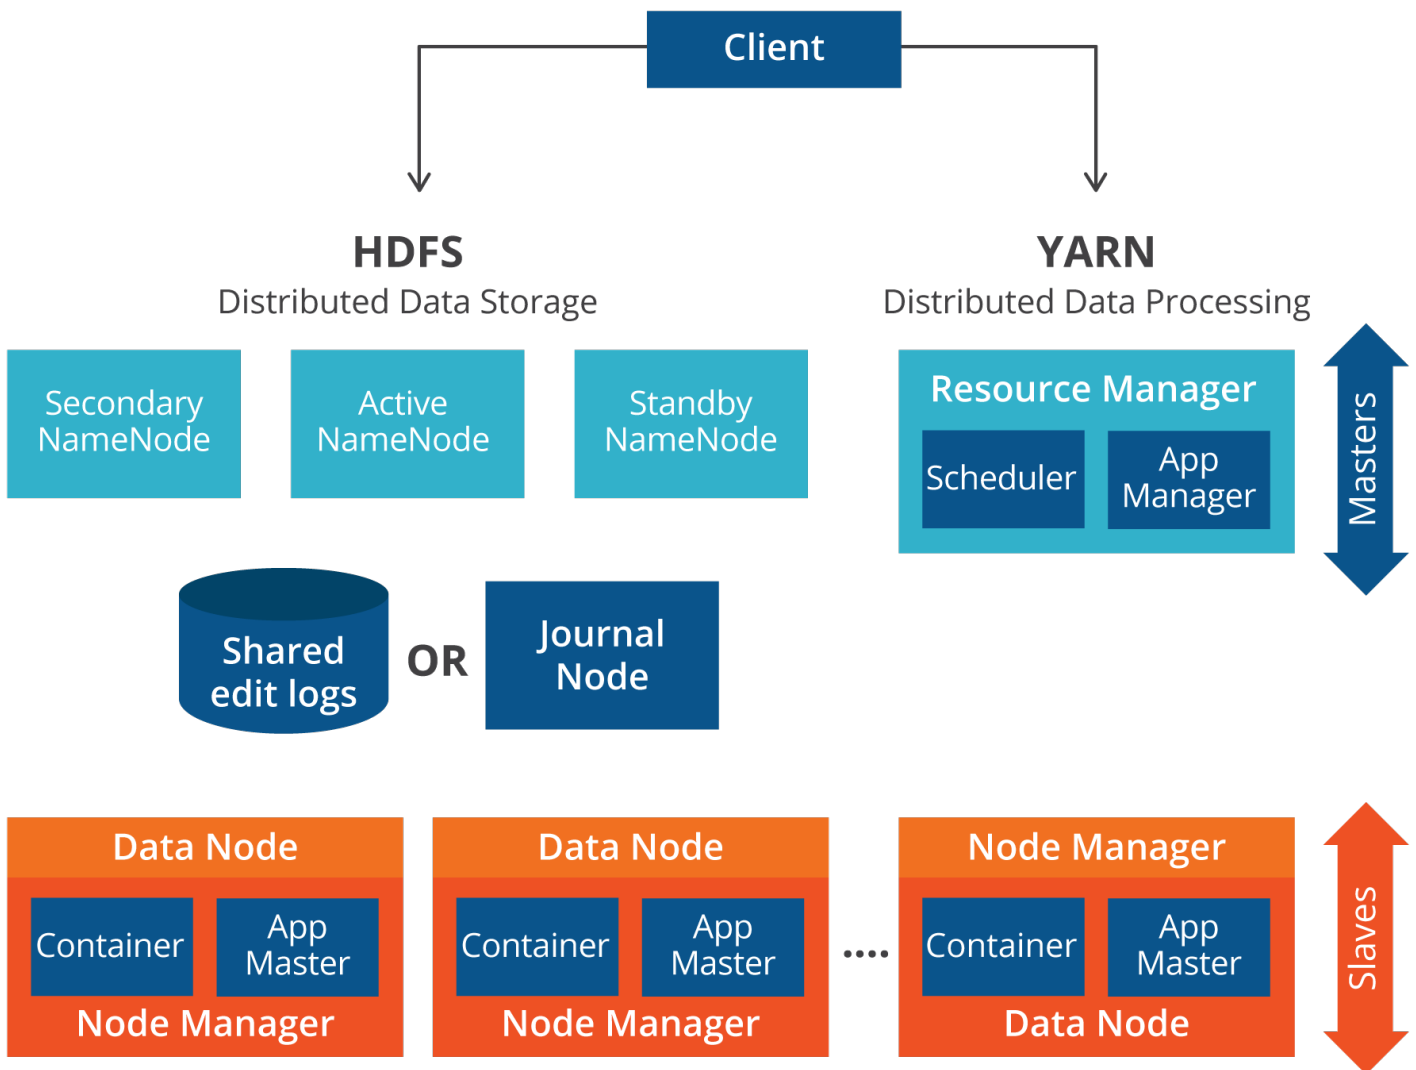 Client
HDFS
Distributed Data Storage
YARN
Distributed Data Processing
Secondary
NameNode
Active
NameNode
Standby
NameNode
Resource Manager
Scheduler
App
Manager
Masters
Shared
edit logs
OR
Journal
Node
Data Node
Container
App
Master
Node Manager
Data Node
Container
App
Master
Node Manager
....
Node Manager
Container
App
Master
Data Node
Slaves